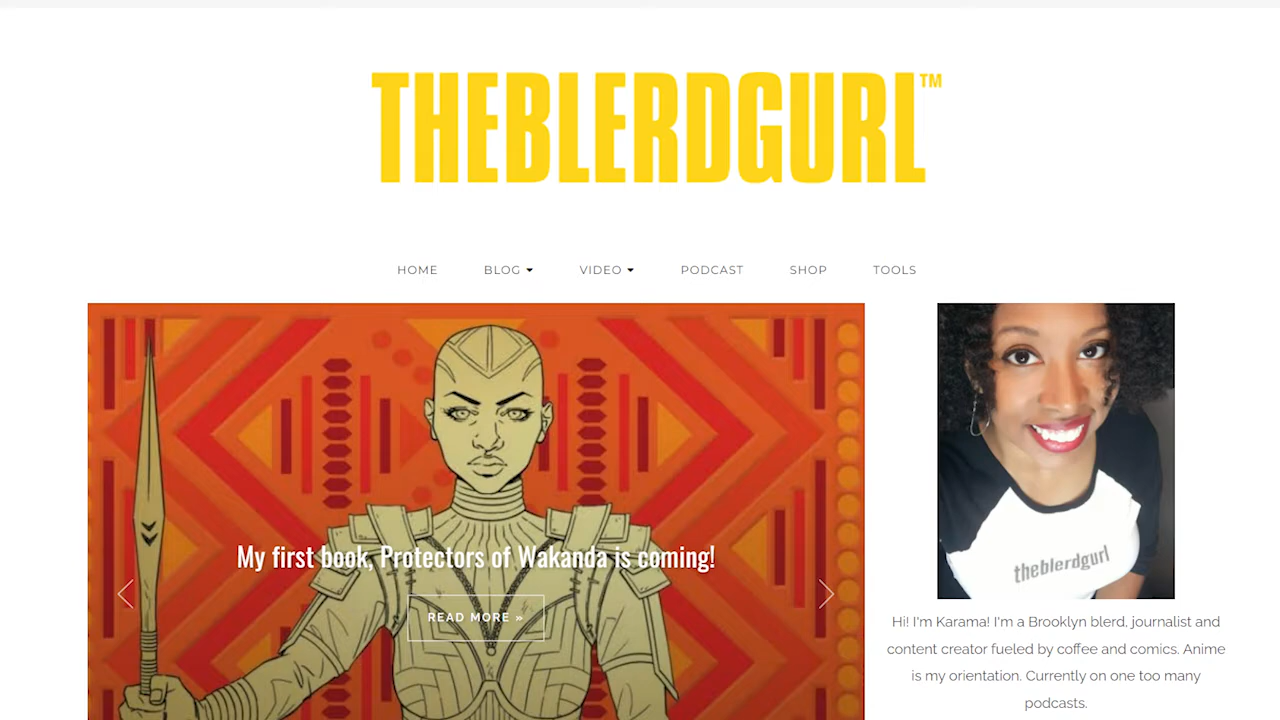 THEBLERDGURL™
HOME BLOG VIDEO PODCAST SHOP TOOLS
My first book, Protectors of Wakanda is coming!
READ MORE »
theblerdgurl
Hi! I'm Karama! I'm a Brooklyn blerd, journalist and
content creator fueled by coffee and comics. Anime
is my orientation. Currently on one too many
podcasts.